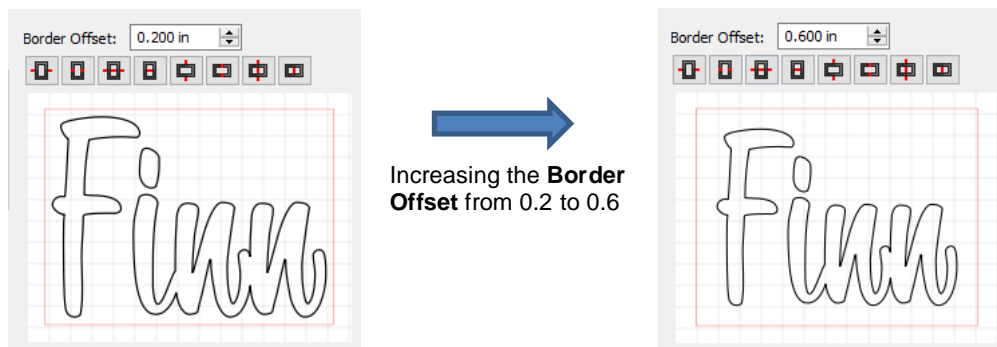 Border Offset: 0.200 in
Finn
Increasing the Border
Offset from 0.2 to 0.6
Border Offset: 0.600 in
Finn